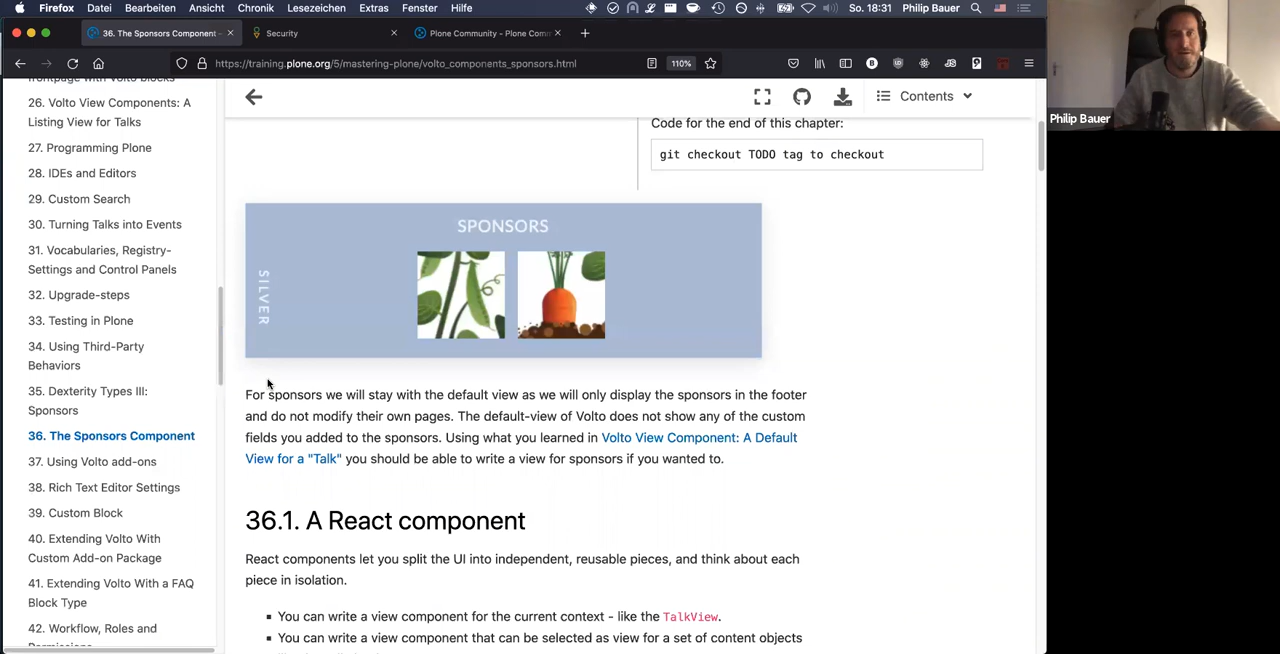 Firefox Datei Bearbeiten Ansicht Chronik Lesezeichen Extras Fenster Hilfe So. 18:31 Philip Bauer
36. The Sponsors Component - Security Plone Community - Plone Comm
https://training.plone.org/5/mastering-plone/volto_components_sponsors.html 110%
frontpage with Volto blocks
26. Volto View Components: A
Listing View for Talks
27. Programming Plone
28. IDEs and Editors
29. Custom Search
30. Turning Talks into Events
31. Vocabularies, Registry-
Settings and Control Panels
32. Upgrade-steps
33. Testing in Plone
34. Using Third-Party
Behaviors
35. Dexterity Types III:
Sponsors
36. The Sponsors Component
37. Using Volto add-ons
38. Rich Text Editor Settings
39. Custom Block
40. Extending Volto With
Custom Add-on Package
41. Extending Volto With a FAQ
Block Type
42. Workflow, Roles and
Permissions
Contents
Code for the end of this chapter:
git checkout TODO tag to checkout
SPONSORS
SILVER
For sponsors we will stay with the default view as we will only display the sponsors in the footer
and do not modify their own pages. The default-view of Volto does not show any of the custom
fields you added to the sponsors. Using what you learned in Volto View Component: A Default
View for a "Talk" you should be able to write a view for sponsors if you wanted to.
36.1. A React component
React components let you split the UI into independent, reusable pieces, and think about each
piece in isolation.
▪ You can write a view component for the current context - like the TalkView.
▪ You can write a view component that can be selected as view for a set of content objects
Philip Bauer